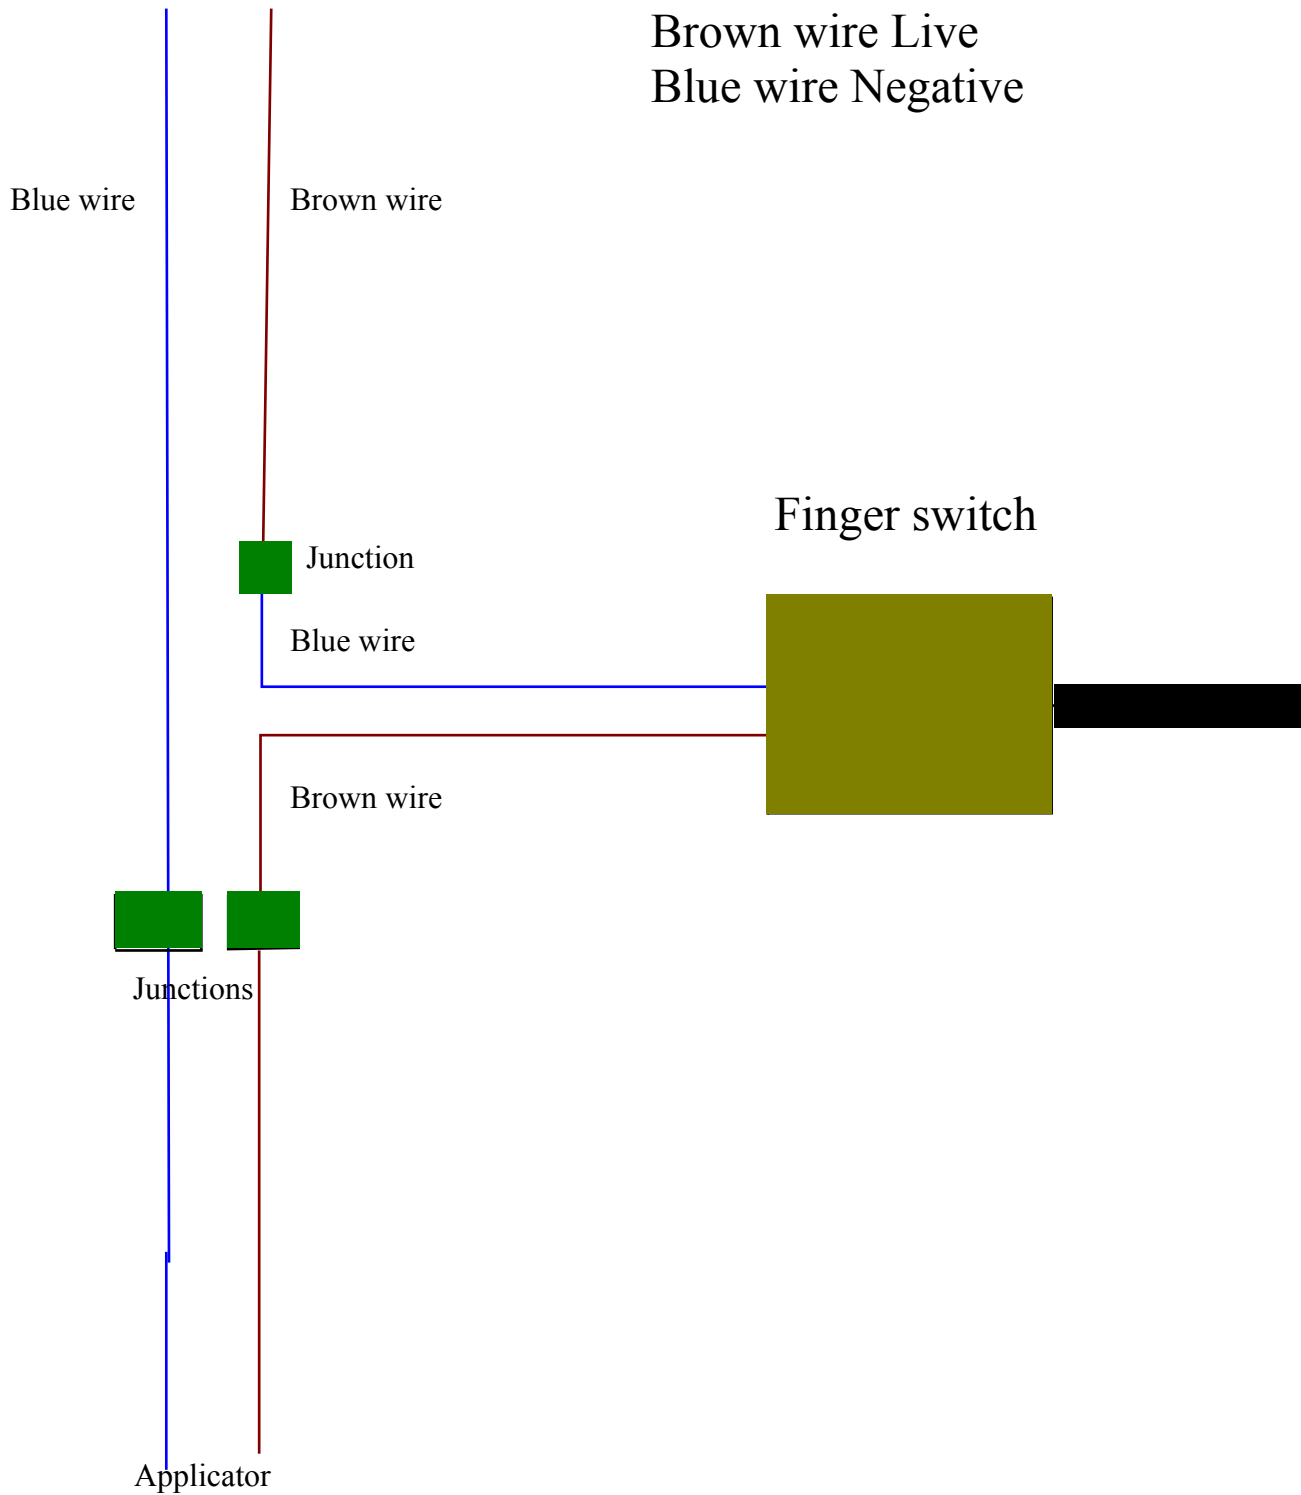 Brown wire Live
Blue wire Negative
Blue wire
Brown wire
Finger switch
Junction
Blue wire
Brown wire
Junctions
Applicator